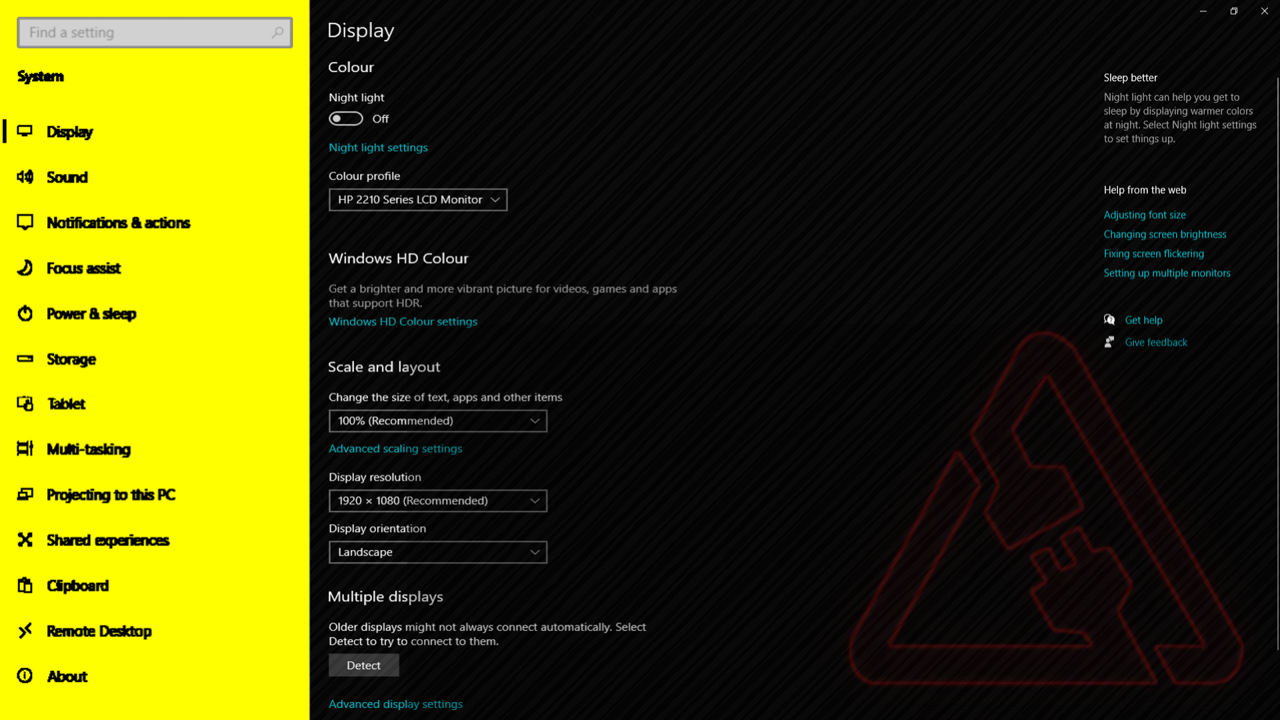 Find a setting
System
Display
Sound
Notifications & actions
Focus assist
Power & sleep
Storage
Tablet
Multi-tasking
Projecting to this PC
Shared experiences
Clipboard
Remote Desktop
About
Display
Colour
Night light
Off
Night light settings
Colour profile
HP 2210 Series LCD Monitor
Windows HD Colour
Get a brighter and more vibrant picture for videos, games and apps
that support HDR.
Windows HD Colour settings
Scale and layout
Change the size of text, apps and other items
100% (Recommended)
Advanced scaling settings
Display resolution
1920 × 1080 (Recommended)
Display orientation
Landscape
Multiple displays
Older displays might not always connect automatically. Select
Detect to try to connect to them.
Detect
Advanced display settings
Sleep better
Night light can help you get to
sleep by displaying warmer colors
at night. Select Night light settings
to set things up.
Help from the web
Adjusting font size
Changing screen brightness
Fixing screen flickering
Setting up multiple monitors
Get help
Give feedback